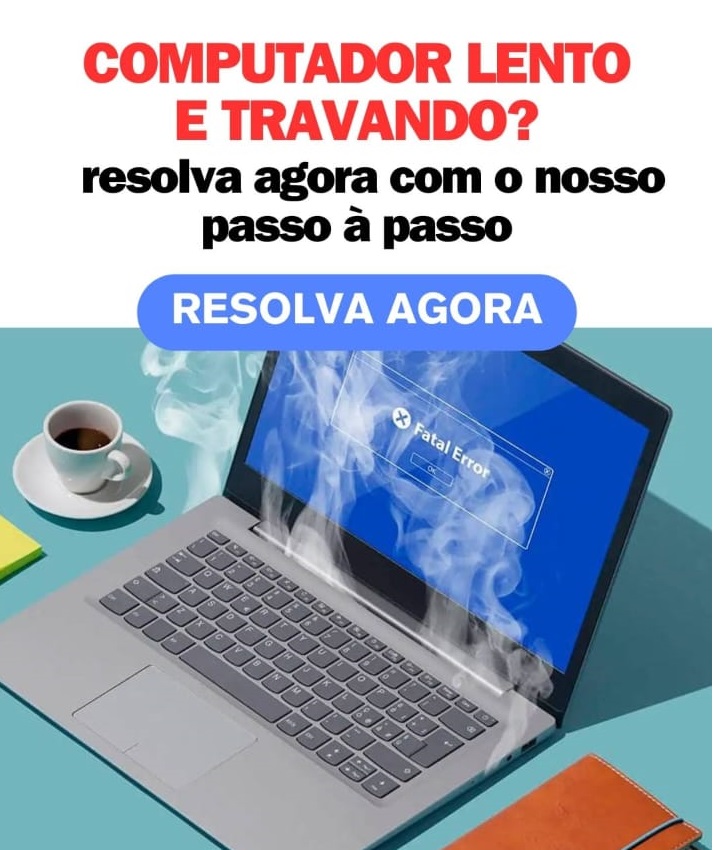 COMPUTADOR LENTO
E TRAVANDO?
resolva agora com o nosso
passo à passo
RESOLVA AGORA
Fatal Error
OK